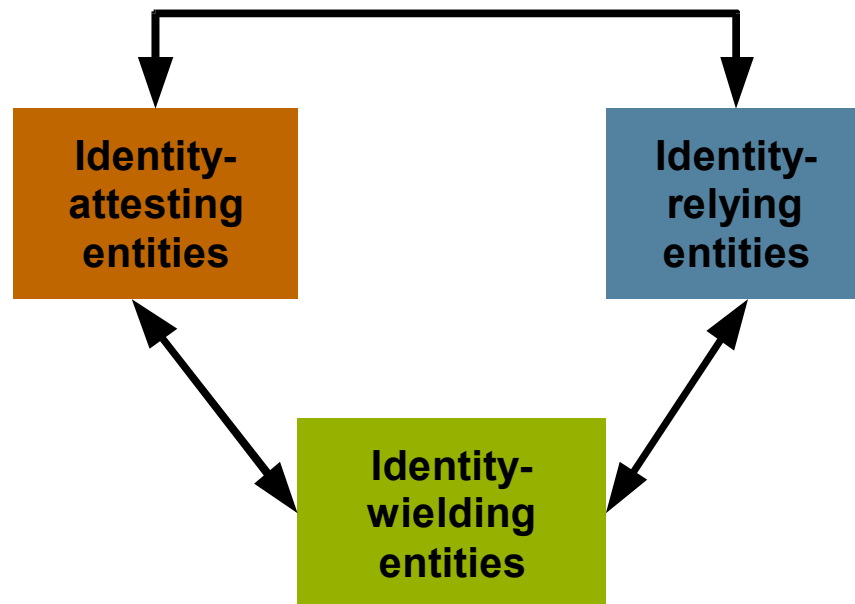 Identity-
attesting
entities
Identity-
relying
entities
Identity-
wielding
entities